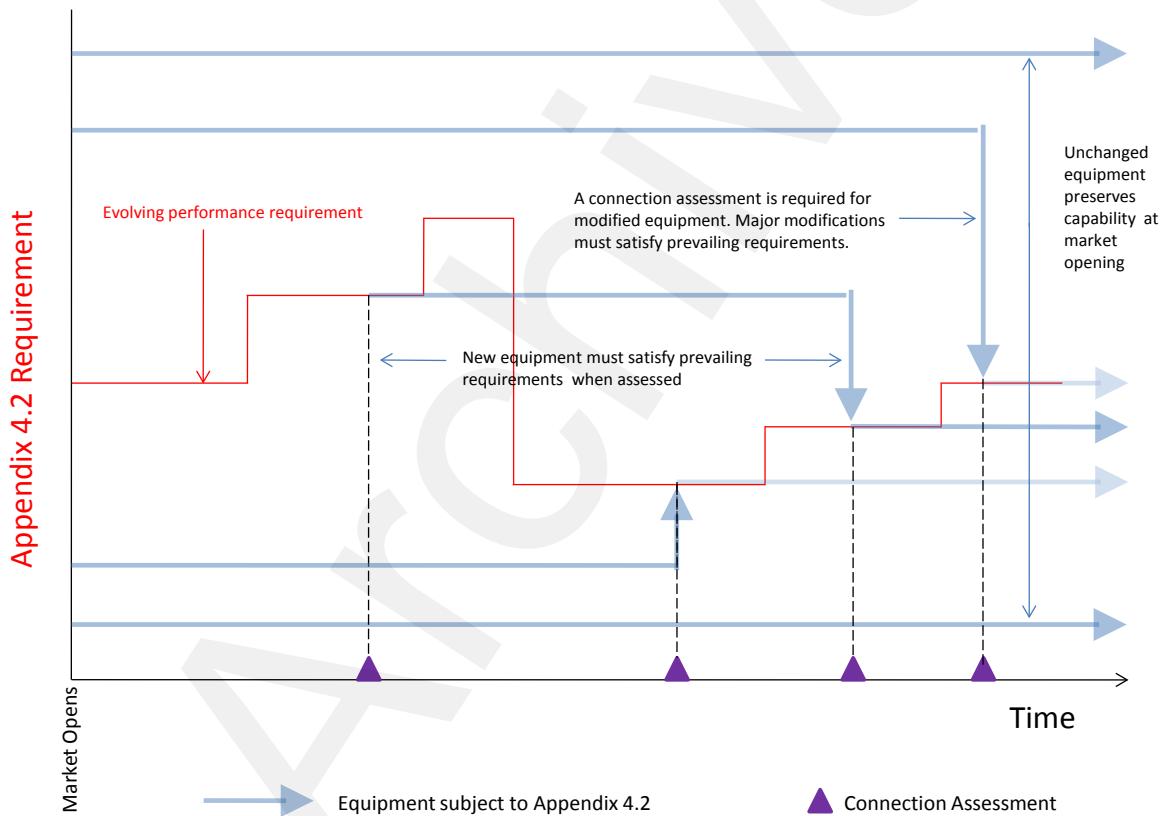 Evolving performance requirement
A connection assessment is required for
modified equipment. Major modifications
must satisfy prevailing requirements.
Unchanged
equipment
preserves
capability at
market
opening
New equipment must satisfy prevailing
requirements when assessed
Appendix 4.2 Requirement
Market Opens
Time
Equipment subject to Appendix 4.2
Connection Assessment
Archive